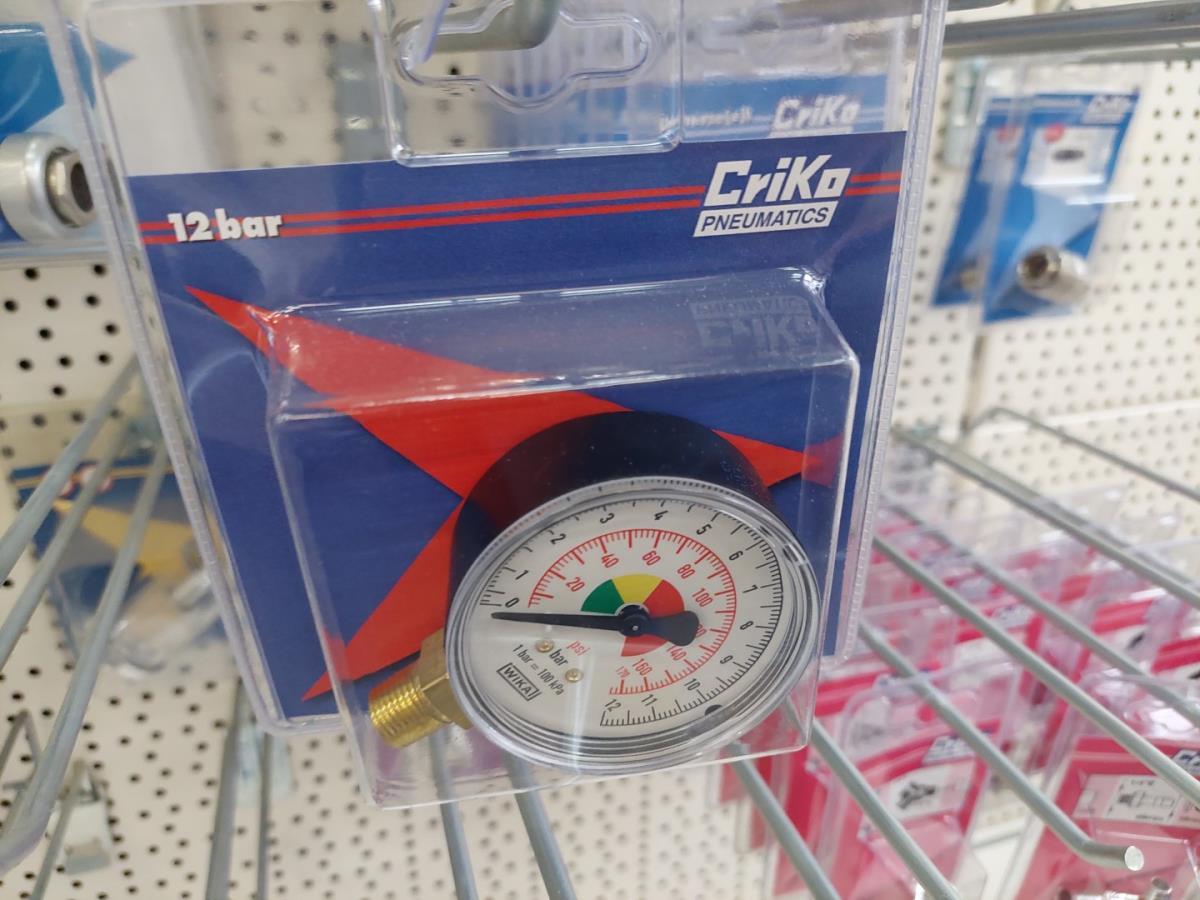 CriKo
12 bar
CriKo
PNEUMATICS
0 1 2 3 4 5 6 7 8 9 10 11 12
20 40 60 80 100 140 160 170
psi
bar
1 bar = 100 kPa
WIKA